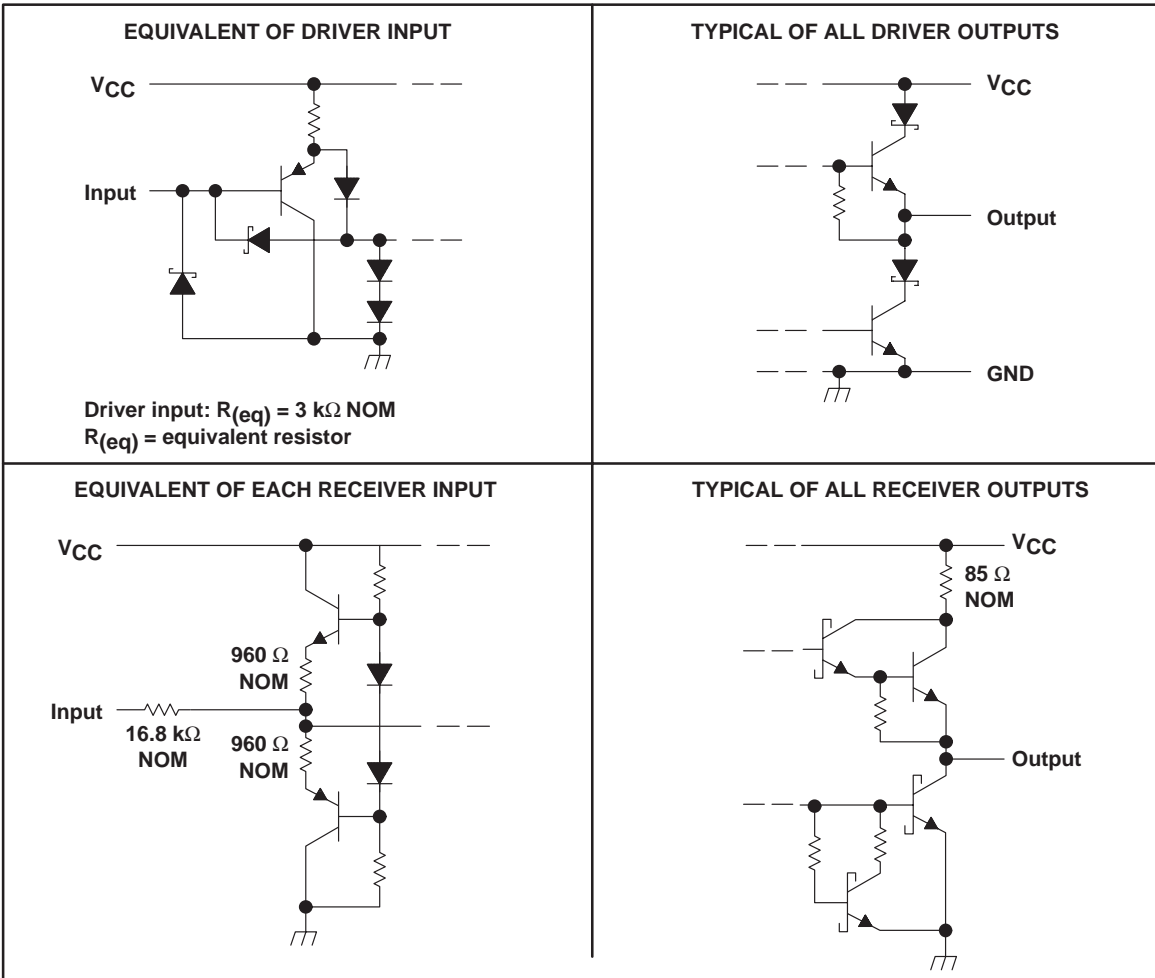 EQUIVALENT OF DRIVER INPUT
VCC
Input
Driver input: R(eq) = 3 kΩ NOM
R(eq) = equivalent resistor
TYPICAL OF ALL DRIVER OUTPUTS
VCC
Output
GND
EQUIVALENT OF EACH RECEIVER INPUT
VCC
960 Ω
NOM
Input
16.8 kΩ
NOM
960 Ω
NOM
TYPICAL OF ALL RECEIVER OUTPUTS
VCC
85 Ω
NOM
Output